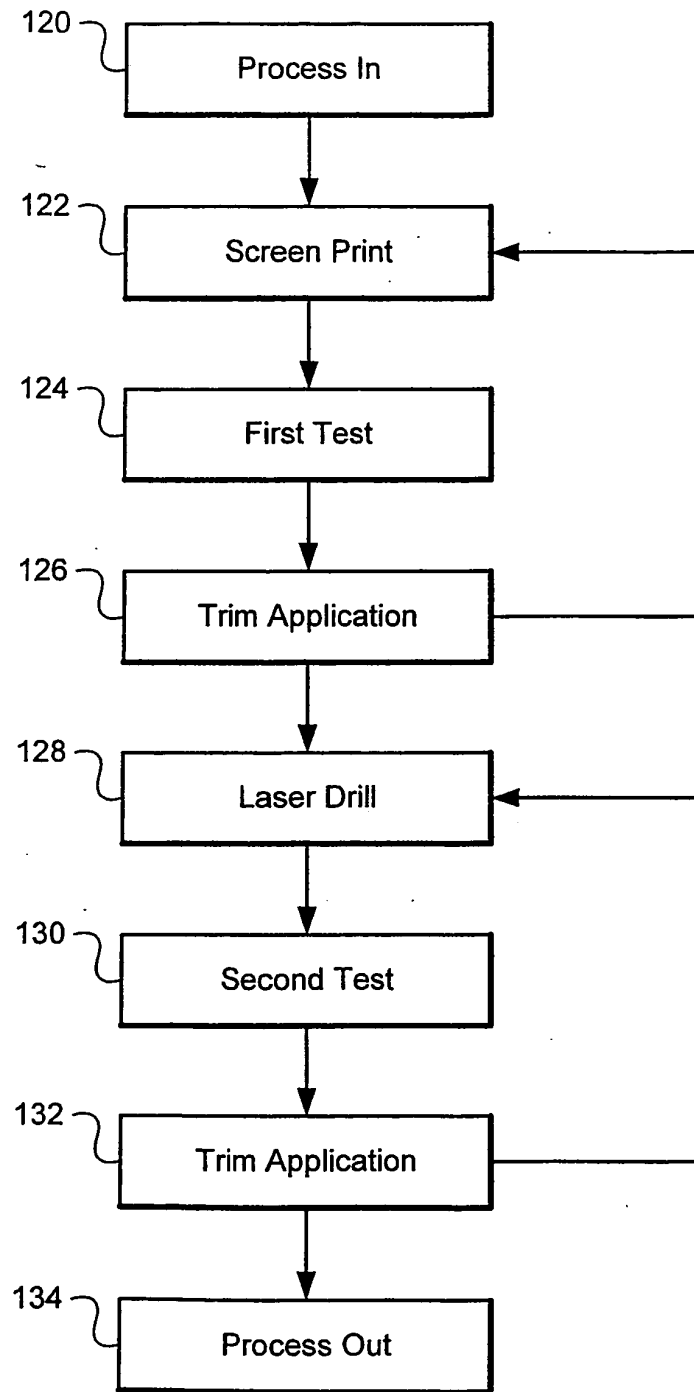 120
Process In
122
Screen Print
124
First Test
126
Trim Application
128
Laser Drill
130
Second Test
132
Trim Application
134
Process Out